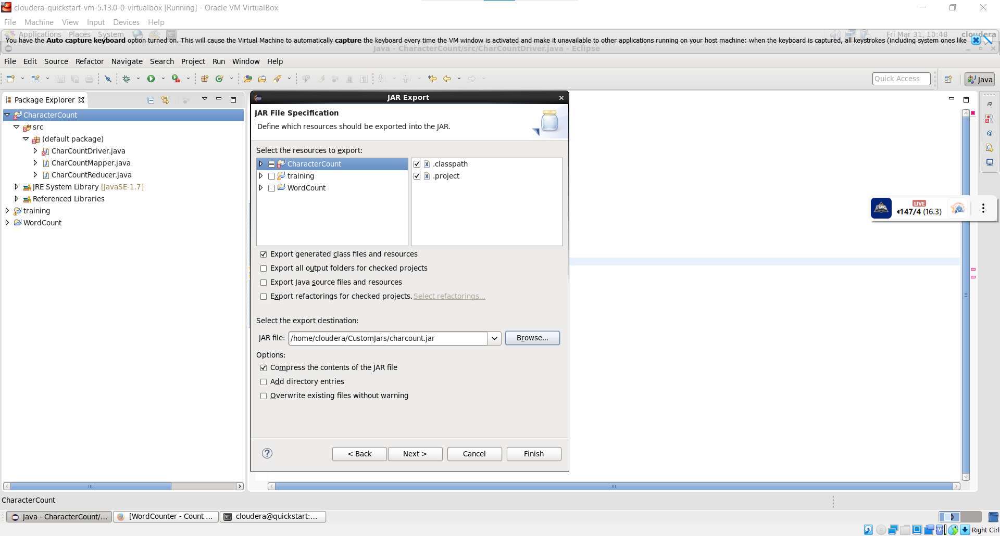 cloudera-quickstart-vm-5.13.0-0-virtualbox [Running] - Oracle VM VirtualBox
File Machine View Input Devices Help
Applications Places System Fri Mar 31, 10:48 cloudera
You have the Auto capture keyboard option turned on. This will cause the Virtual Machine to automatically capture the keyboard every time the VM window is activated and make it unavailable to other applications running on your host machine: when the keyboard is captured, all keystrokes (including system ones like
Java - CharacterCount/src/CharCountDriver.java - Eclipse
File Edit Source Refactor Navigate Search Project Run Window Help
Quick Access
Java
Package Explorer
CharacterCount
src
(default package)
CharCountDriver.java
CharCountMapper.java
CharCountReducer.java
JRE System Library [JavaSE-1.7]
Referenced Libraries
training
WordCount
JAR Export
JAR File Specification
Define which resources should be exported into the JAR.
Select the resources to export:
CharacterCount
training
WordCount
.classpath
.project
Export generated class files and resources
Export all output folders for checked projects
Export Java source files and resources
Export refactorings for checked projects. Select refactorings...
Select the export destination:
JAR file: /home/cloudera/CustomJars/charcount.jar Browse...
Options:
Compress the contents of the JAR file
Add directory entries
Overwrite existing files without warning
< Back Next > Cancel Finish
TITANS
LIVE
147/4 (16.3)
CharacterCount
Java - CharacterCount/... [WordCounter - Count ... cloudera@quickstart:...
Right Ctrl